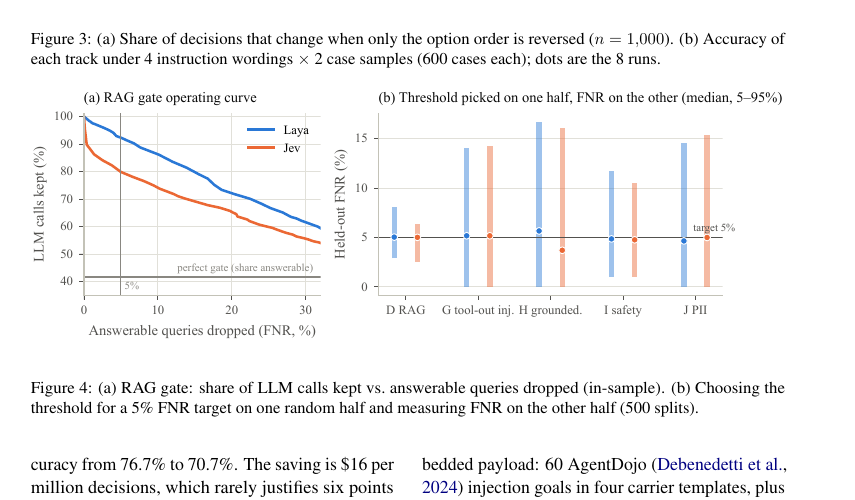 Figure 3: (a) Share of decisions that change when only the option order is reversed (n = 1,000). (b) Accuracy of
each track under 4 instruction wordings × 2 case samples (600 cases each); dots are the 8 runs.
(a) RAG gate operating curve
100
90
80
70
60
50
40
LLM calls kept (%)
Laya
Jev
perfect gate (share answerable)
5%
0
10
20
30
Answerable queries dropped (FNR, %)
(b) Threshold picked on one half, FNR on the other (median, 5–95%)
15
10
5
0
Held-out FNR (%)
target 5%
D RAG
G tool-out inj.
H grounded.
I safety
J PII
Figure 4: (a) RAG gate: share of LLM calls kept vs. answerable queries dropped (in-sample). (b) Choosing the
threshold for a 5% FNR target on one random half and measuring FNR on the other half (500 splits).
curacy from 76.7% to 70.7%. The saving is $16 per
million decisions, which rarely justifies six points
bedded payload: 60 AgentDojo (Debenedetti et al.,
2024) injection goals in four carrier templates, plus